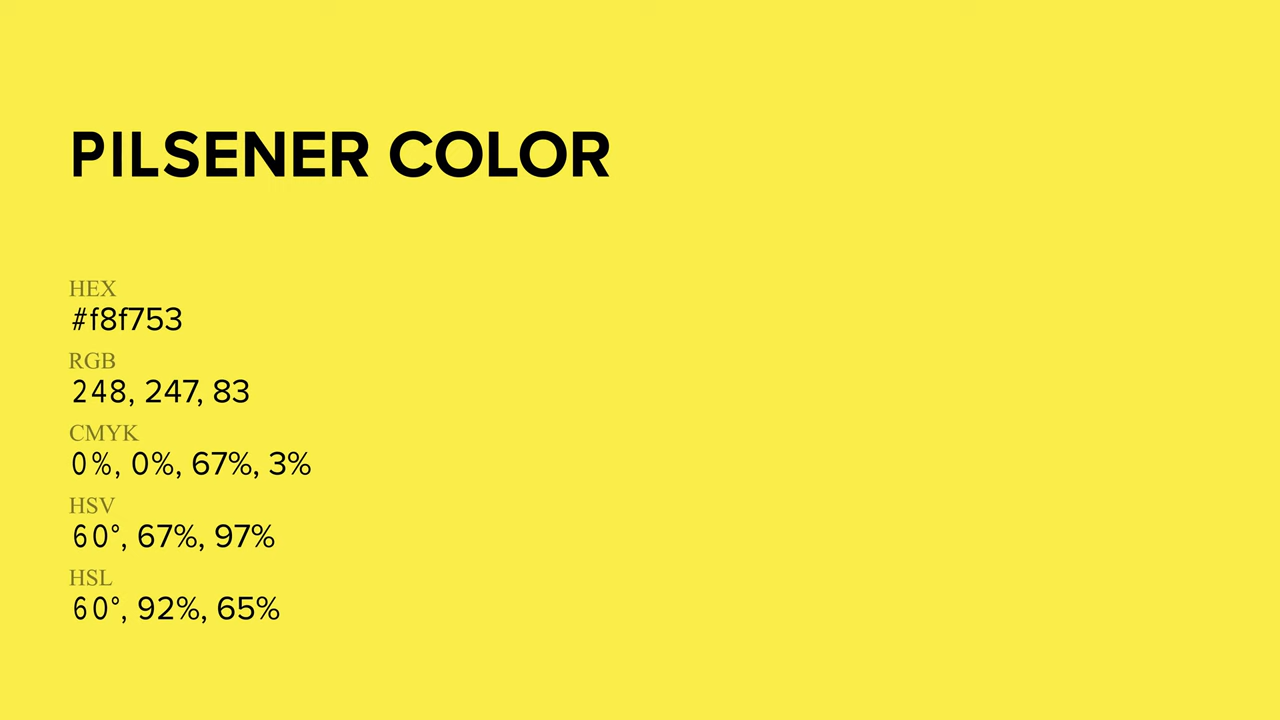 PILSENER COLOR
HEX
#f8f753
RGB
248, 247, 83
CMYK
0%, 0%, 67%, 3%
HSV
60°, 67%, 97%
HSL
60°, 92%, 65%